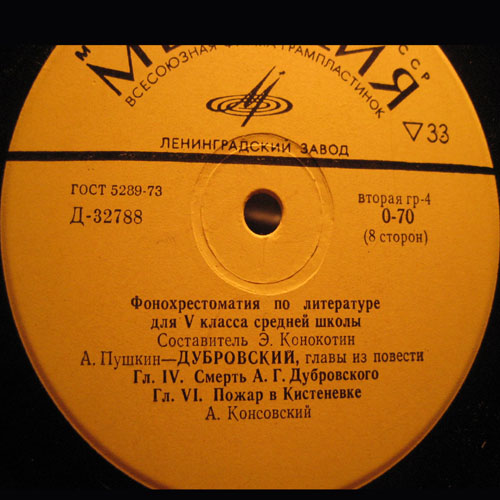 ВСЕСОЮЗНАЯ ГРАМПЛАСТИНОК
ЛЕНИНГРАДСКИЙ ЗАВОД
▽33
ГОСТ 5289-73
Д-32788
вторая гр-4
0-70
(8 сторон)
Фонохрестоматия по литературе
для V класса средней школы
Составитель Э. Конокотин
А. Пушкин—ДУБРОВСКИЙ, главы из повести
Гл. IV. Смерть А. Г. Дубровского
Гл. VI. Пожар в Кистеневке
А. Консовский